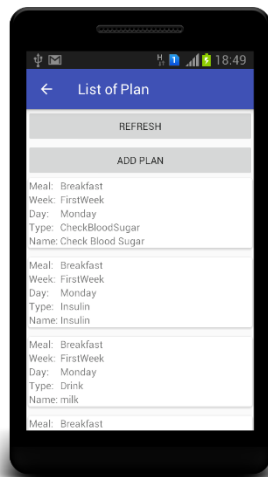 H 1 18:49
List of Plan
REFRESH
ADD PLAN
Meal: Breakfast
Week: FirstWeek
Day: Monday
Type: CheckBloodSugar
Name: Check Blood Sugar
Meal: Breakfast
Week: FirstWeek
Day: Monday
Type: Insulin
Name: Insulin
Meal: Breakfast
Week: FirstWeek
Day: Monday
Type: Drink
Name: milk
Meal: Breakfast